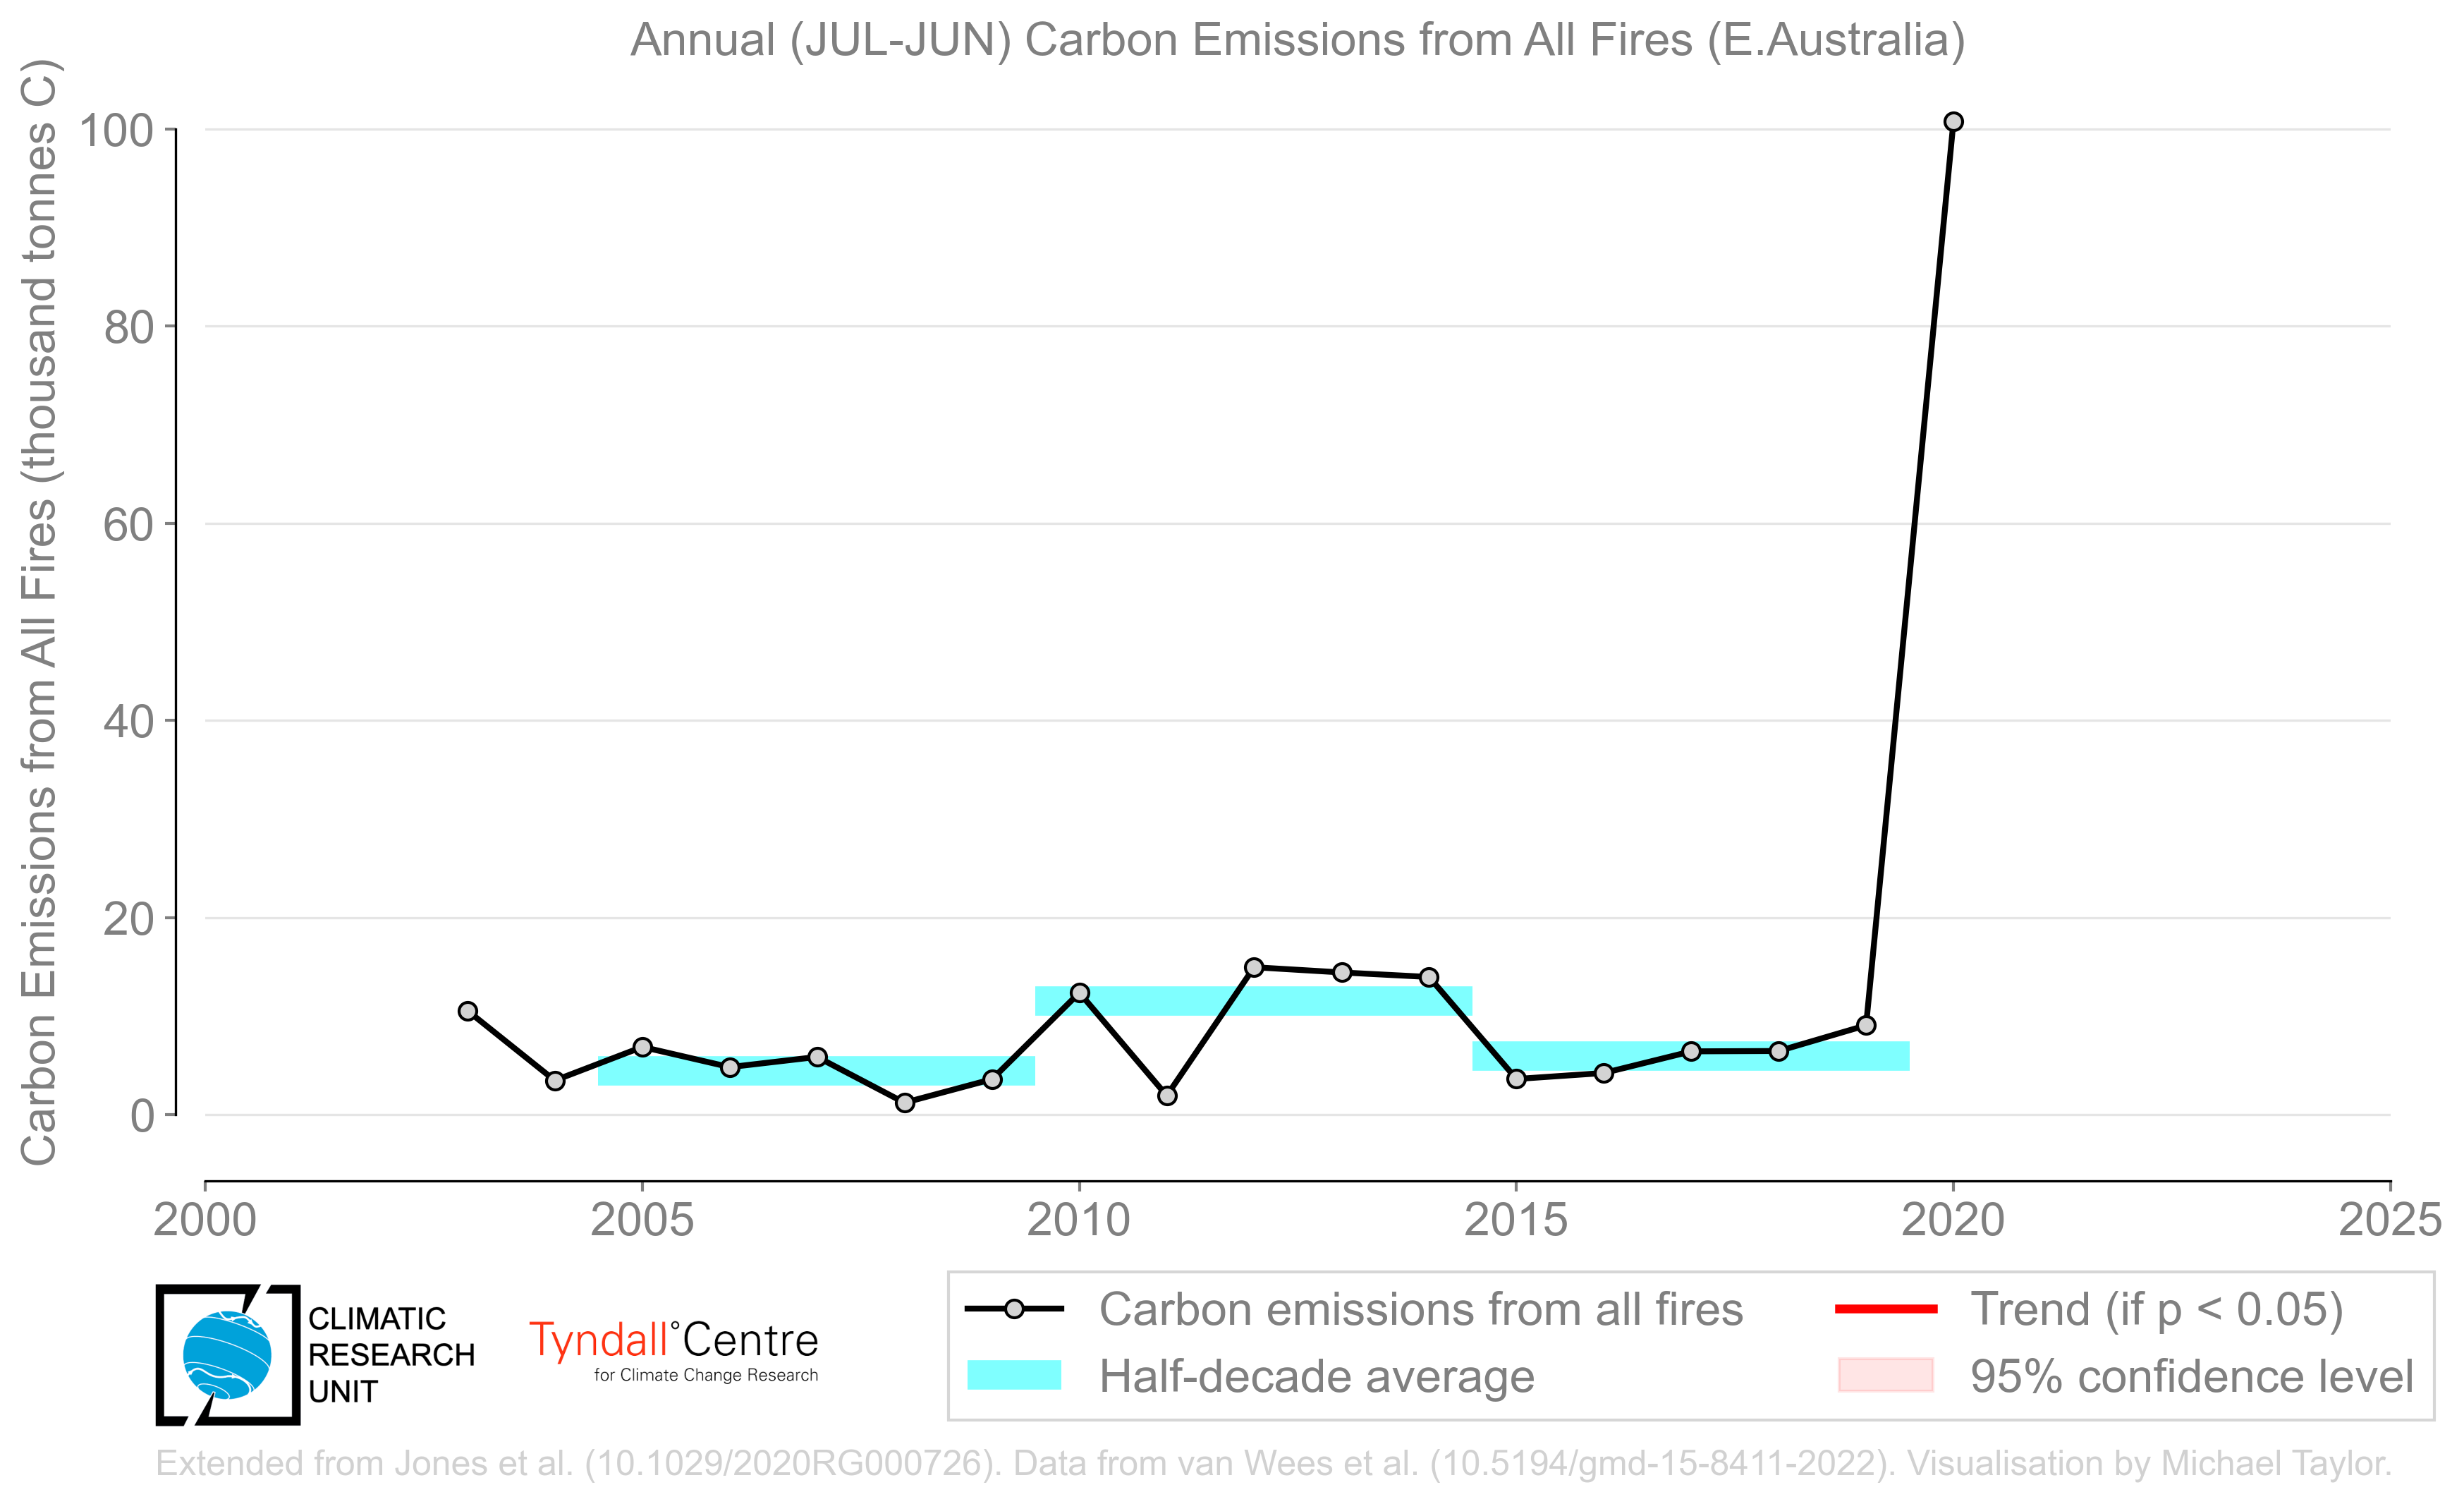 Annual (JUL-JUN) Carbon Emissions from All Fires (E.Australia)
Carbon Emissions from All Fires (thousand tonnes C)
100
80
60
40
20
0
2000 2005 2010 2015 2020 2025
CLIMATIC
RESEARCH
UNIT
Tyndall°Centre
for Climate Change Research
Carbon emissions from all fires
Half-decade average
Trend (if p < 0.05)
95% confidence level
Extended from Jones et al. (10.1029/2020RG000726). Data from van Wees et al. (10.5194/gmd-15-8411-2022). Visualisation by Michael Taylor.